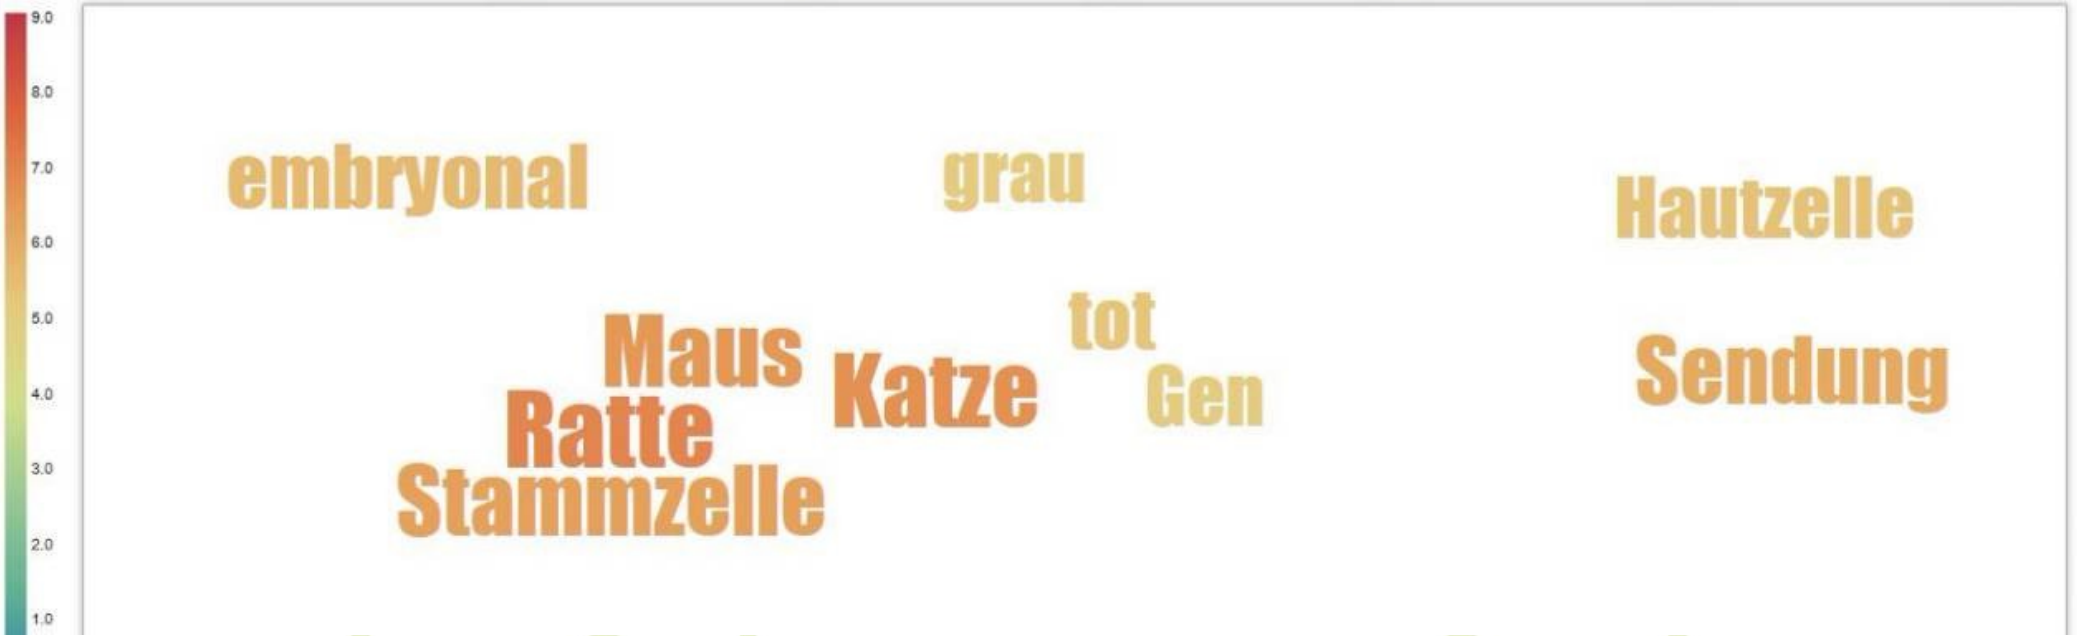 9.0
8.0
7.0
6.0
5.0
4.0
3.0
2.0
1.0
embryonal
grau
Hautzelle
tot
Maus
Sendung
Katze
Gen
Ratte
Stammzelle